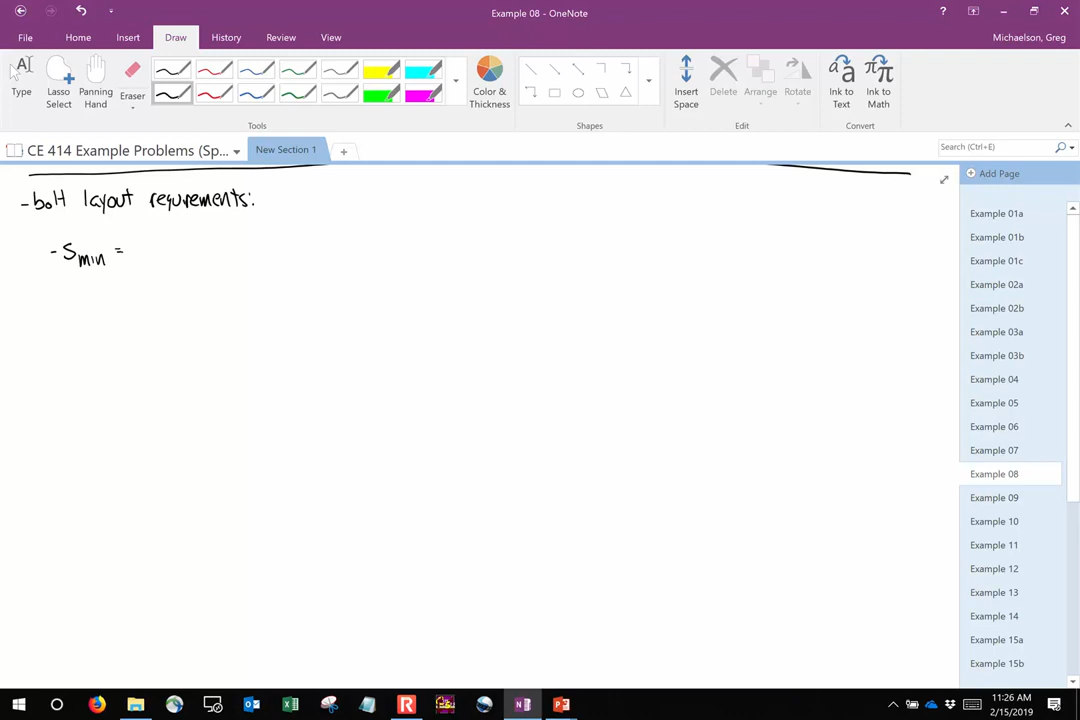 Example 08 - OneNote
Michaelson, Greg
File Home Insert Draw History Review View
Type
Lasso Select
Panning Hand
Eraser
Color & Thickness
Insert Space
Delete
Arrange
Rotate
Ink to Text
Ink to Math
Tools
Shapes
Edit
Convert
CE 414 Example Problems (Sp...
New Section 1
Search (Ctrl+E)
Add Page
- bolt layout requrements:
- Smin =
Example 01a
Example 01b
Example 01c
Example 02a
Example 02b
Example 03a
Example 03b
Example 04
Example 05
Example 06
Example 07
Example 08
Example 09
Example 10
Example 11
Example 12
Example 13
Example 14
Example 15a
Example 15b
11:26 AM
2/15/2019